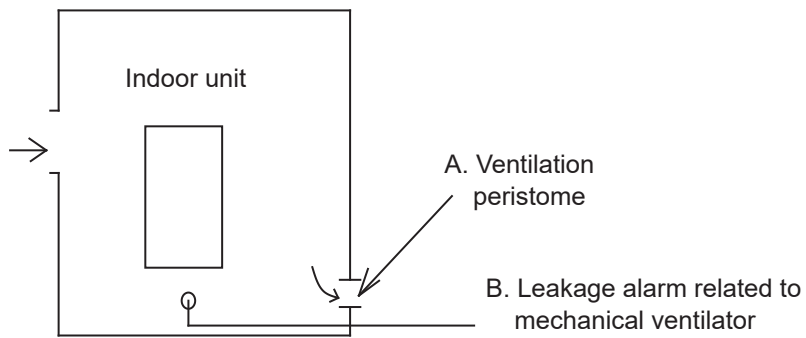 Indoor unit
A. Ventilation
peristome
B. Leakage alarm related to
mechanical ventilator